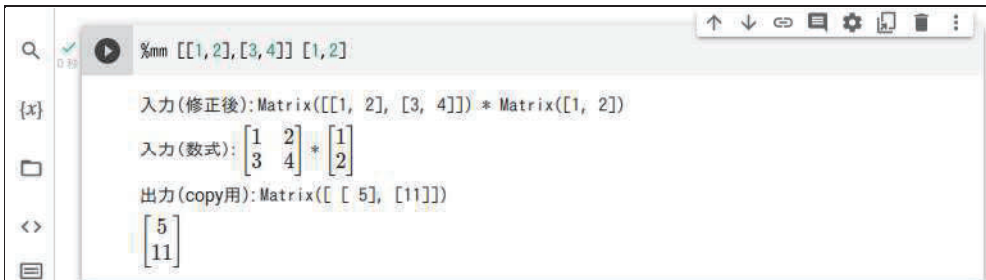 %mm [[1,2],[3,4]] [1,2]
0 秒
{x}
入力(修正後):Matrix([[1, 2], [3, 4]]) * Matrix([1, 2])
入力(数式): [1 2 3 4] * [1 2]
出力(copy用):Matrix([ [ 5], [11]])
[5 11]
<>